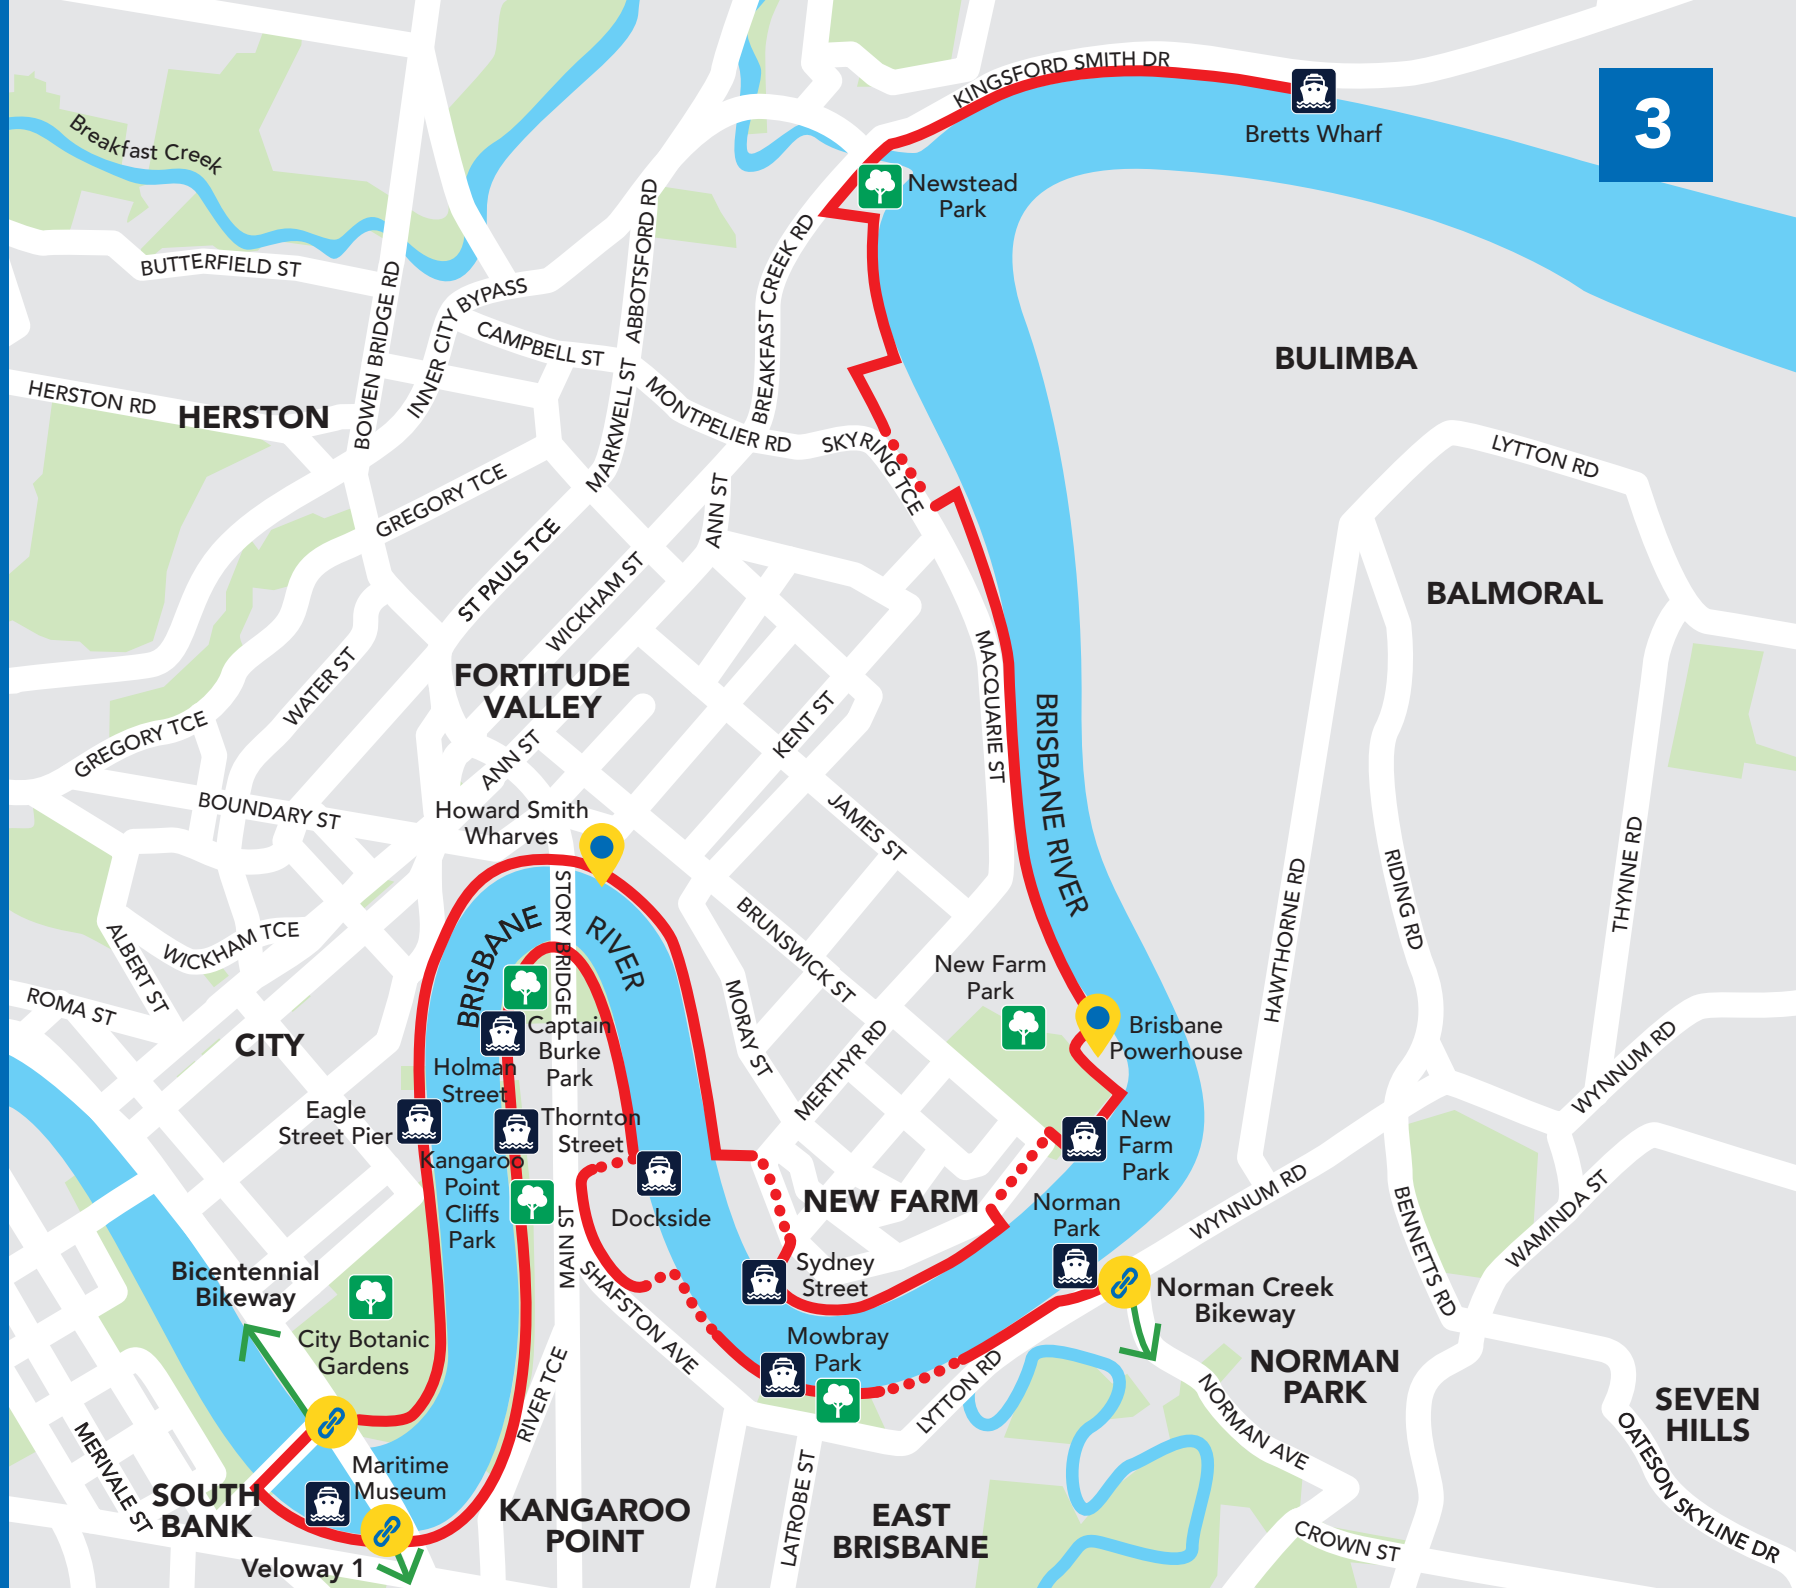 KINGSFORD SMITH DR
3
Bretts Wharf
Breakfast Creek
Newstead
Park
BUTTERFIELD ST
BOWEN BRIDGE RD
INNER CITY BYPASS
ABBOTSFORD RD
BREAKFAST CREEK RD
CAMPBELL ST
BULIMBA
HERSTON RD
HERSTON
MARKWELL ST
MONTPELIER RD
SKYRING TCE
LYTTON RD
GREGORY TCE
ANN ST
ST PAULS TCE
WICKHAM ST
BALMORAL
WATER ST
FORTITUDE
VALLEY
MACQUARIE ST
BRISBANE RIVER
GREGORY TCE
KENT ST
ANN ST
BOUNDARY ST
Howard Smith
Wharves
JAMES ST
STORY BRIDGE
BRISBANE
RIVER
HAWTHORNE RD
RIDING RD
THYNNE RD
ALBERT ST
WICKHAM TCE
BRUNSWICK ST
ROMA ST
New Farm
Park
CITY
Captain
Burke
Park
MORAY ST
MERTHYR RD
Brisbane
Powerhouse
WYNNUM RD
Holman
Street
Eagle
Street Pier
Thornton
Street
New
Farm
Park
Kangaroo
Point
Cliffs
Park
NEW FARM
Norman
Park
WYNNUM RD
BENNETTS RD
WAMINDA ST
Dockside
MAIN ST
Bicentennial
Bikeway
SHAFSTON AVE
Sydney
Street
Norman Creek
Bikeway
City Botanic
Gardens
Mowbray
Park
LYTTON RD
NORMAN
PARK
NORMAN AVE
SEVEN
HILLS
OATESON SKYLINE DR
RIVER TCE
MERIVALE ST
Maritime
Museum
SOUTH
BANK
KANGAROO
POINT
LATROBE ST
EAST
BRISBANE
CROWN ST
Veloway 1